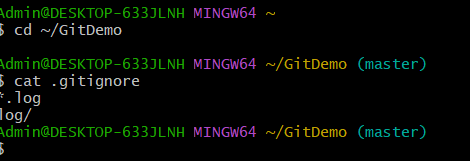 Admin@DESKTOP-633JLNH MINGW64 ~
$ cd ~/GitDemo
Admin@DESKTOP-633JLNH MINGW64 ~/GitDemo (master)
$ cat .gitignore
*.log
log/
Admin@DESKTOP-633JLNH MINGW64 ~/GitDemo (master)
$